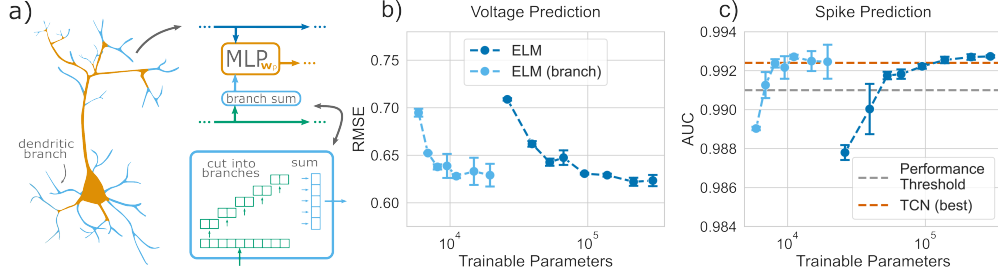 a)
dendritic
branch
MLP
w_p
branch sum
cut into
branches
sum
b)
Voltage Prediction
ELM
ELM (branch)
RMSE
0.75
0.70
0.65
0.60
10^4
10^5
Trainable Parameters
c)
Spike Prediction
AUC
0.994
0.992
0.990
0.988
0.986
0.984
Performance
Threshold
TCN (best)
10^4
10^5
Trainable Parameters